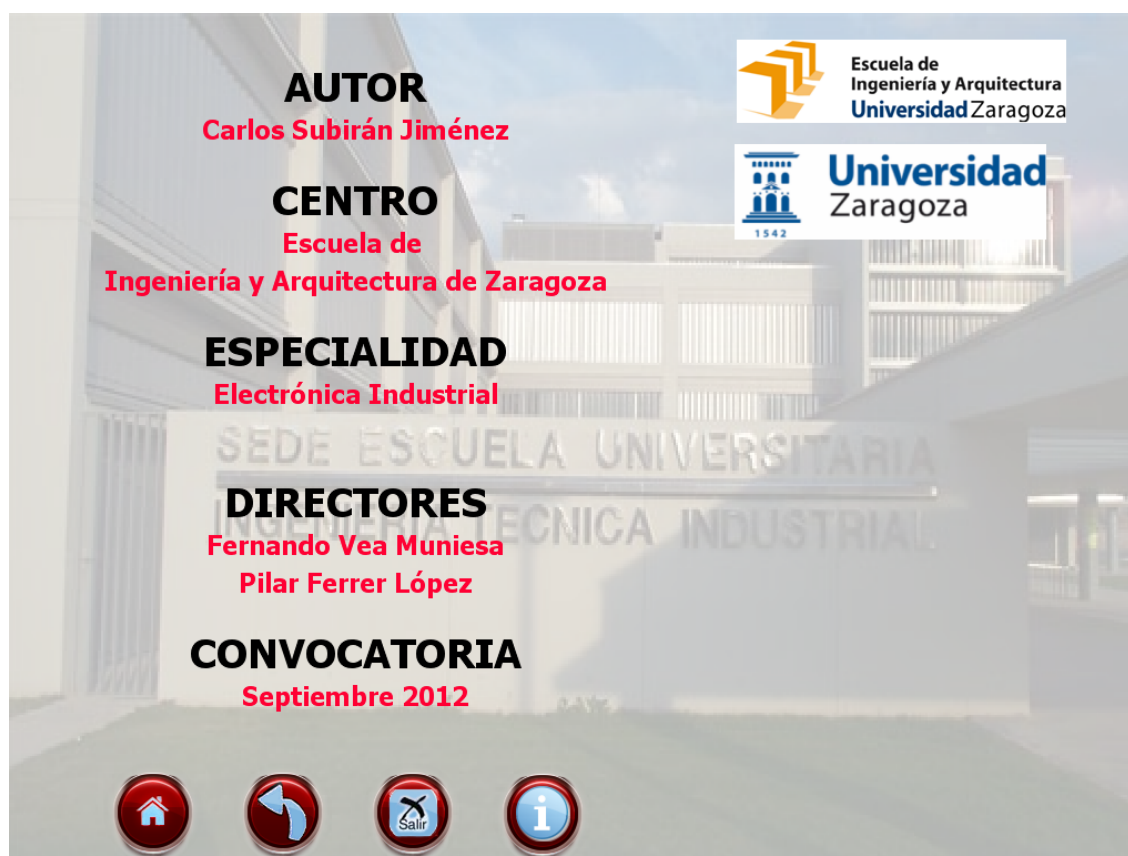 AUTOR
Carlos Subirán Jiménez
CENTRO
Escuela de
Ingeniería y Arquitectura de Zaragoza
ESPECIALIDAD
Electrónica Industrial
DIRECTORES
Fernando Vea Muniesa
Pilar Ferrer López
CONVOCATORIA
Septiembre 2012
Escuela de
Ingeniería y Arquitectura
Universidad Zaragoza
Universidad
Zaragoza
1542
SEDE ESCUELA UNIVERSITARIA
INGENIERIA TECNICA INDUSTRIAL
Salir
i